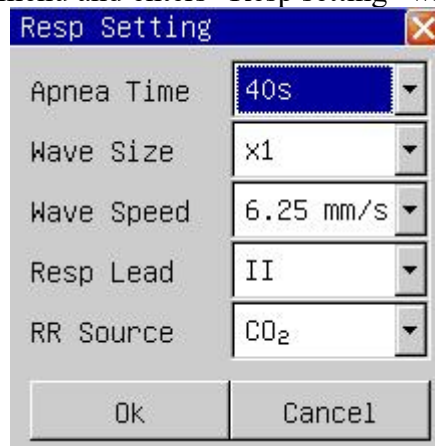 Resp Setting
Apnea Time 40s
Wave Size x1
Wave Speed 6.25 mm/s
Resp Lead II
RR Source CO₂
Ok Cancel